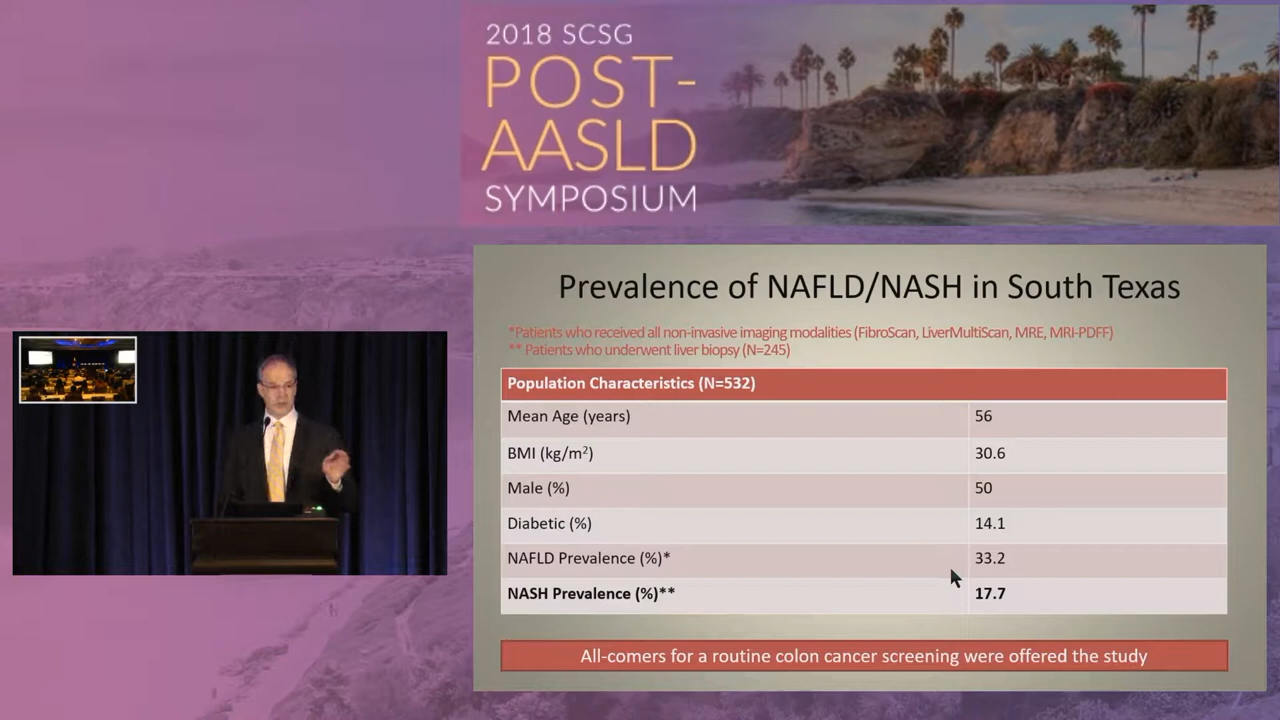 2018 SCSG
POST-
AASLD
SYMPOSIUM
Prevalence of NAFLD/NASH in South Texas
*Patients who received all non-invasive imaging modalities (FibroScan, LiverMultiScan, MRE, MRI-PDFF)
** Patients who underwent liver biopsy (N=245)
Population Characteristics (N=532)
Mean Age (years) 56
BMI (kg/m²) 30.6
Male (%) 50
Diabetic (%) 14.1
NAFLD Prevalence (%)* 33.2
NASH Prevalence (%)** 17.7
All-comers for a routine colon cancer screening were offered the study